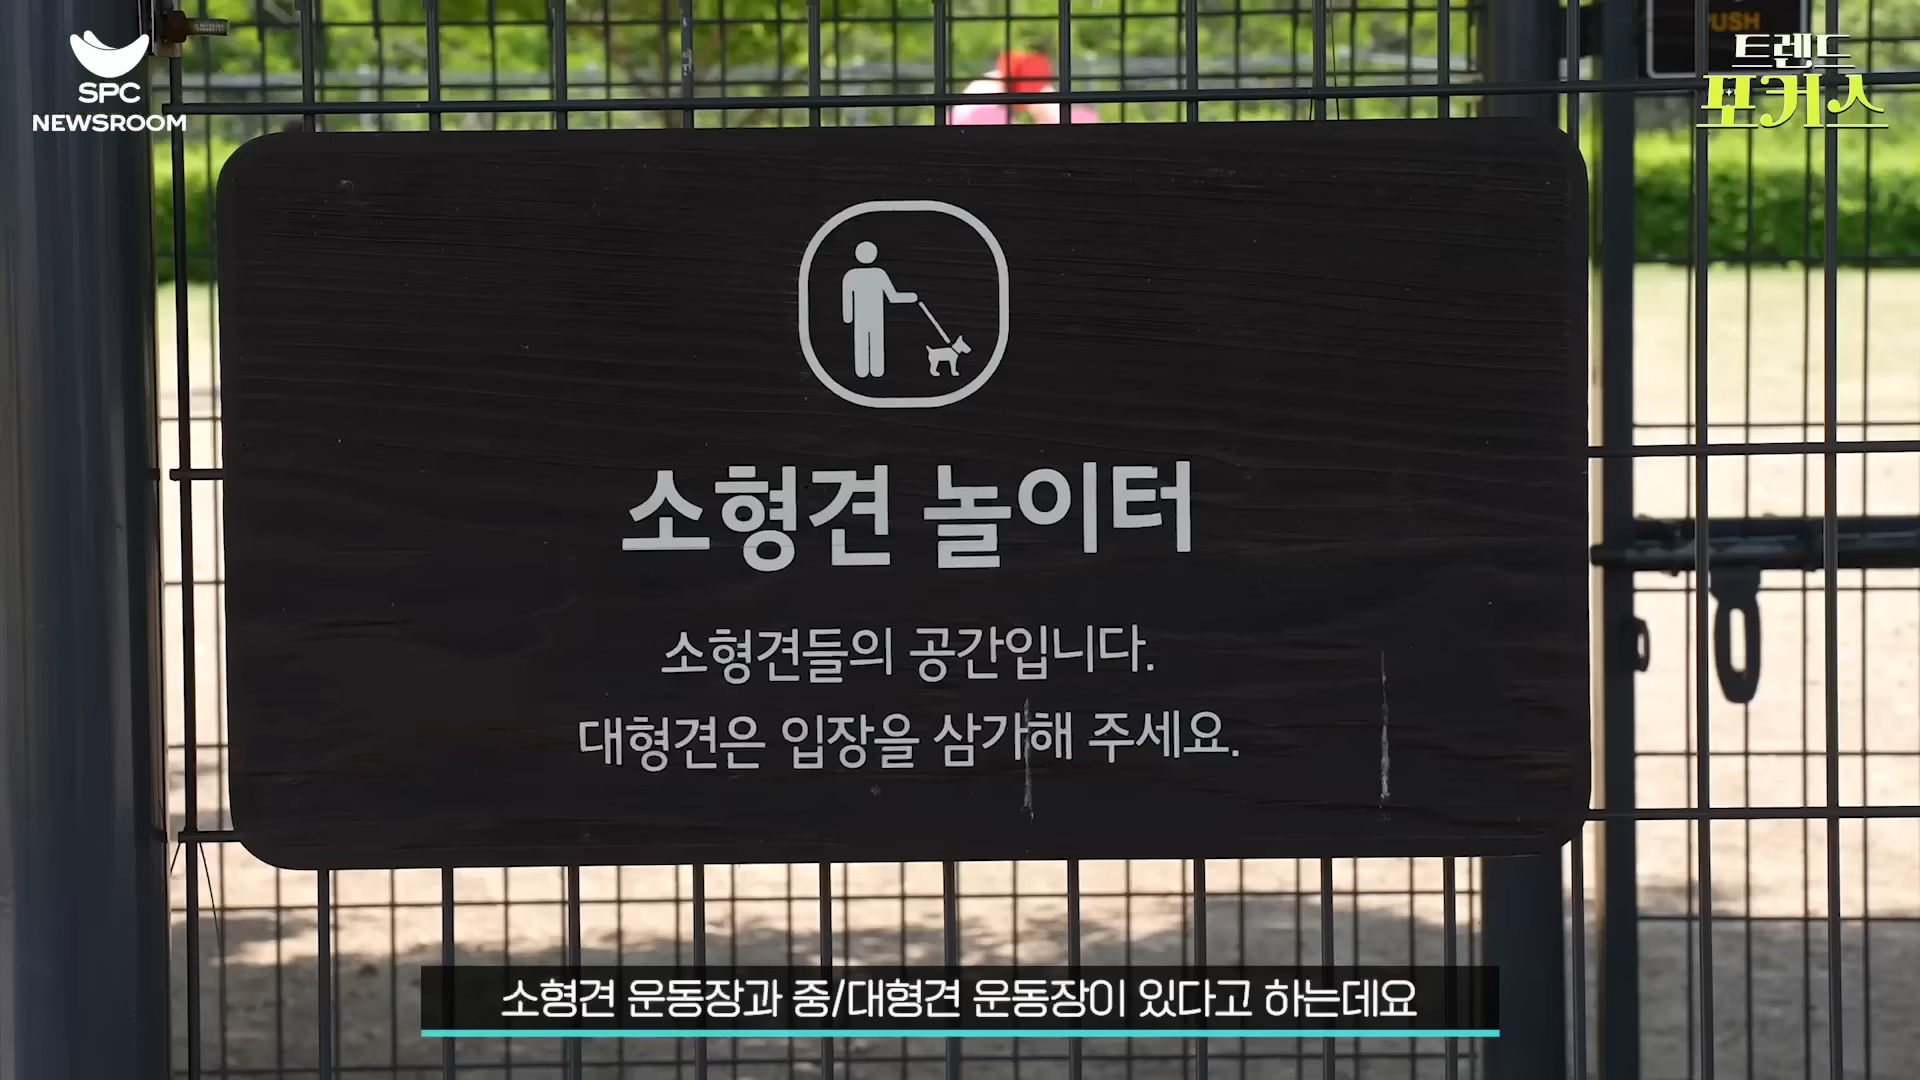 SPC
NEWSROOM
PUSH
트렌드
포커스
소형견 놀이터
소형견들의 공간입니다.
대형견은 입장을 삼가해 주세요.
소형견 운동장과 중/대형견 운동장이 있다고 하는데요